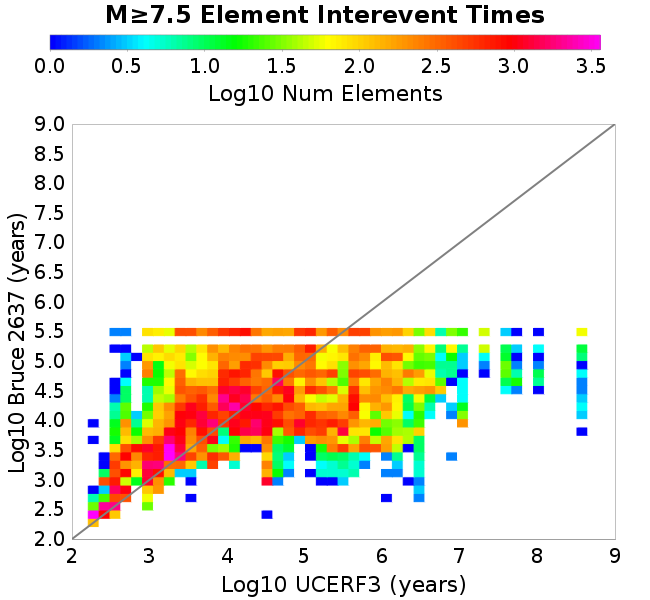 M≥7.5 Element Interevent Times
0.0 0.5 1.0 1.5 2.0 2.5 3.0 3.5
Log10 Num Elements
9.0
8.5
8.0
7.5
7.0
6.5
6.0
5.5
5.0
4.5
4.0
3.5
3.0
2.5
2.0
Log10 Bruce 2637 (years)
2 3 4 5 6 7 8 9
Log10 UCERF3 (years)